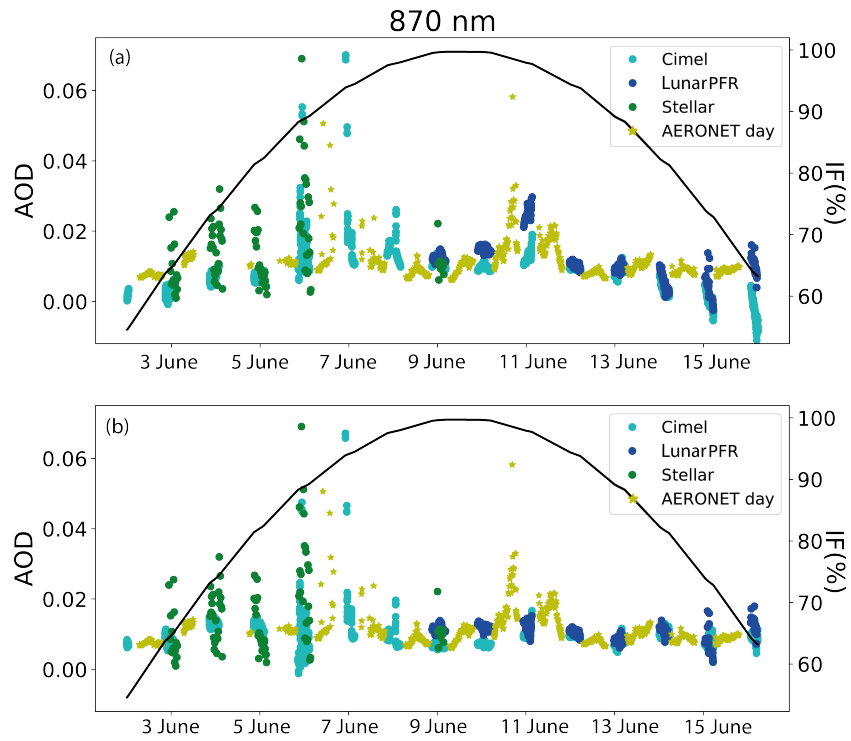 870 nm
(a)
Cimel
LunarPFR
Stellar
AERONET day
AOD
0.06
0.04
0.02
0.00
100
90
80
70
60
IF(%)
3 June 5 June 7 June 9 June 11 June 13 June 15 June
(b)
Cimel
LunarPFR
Stellar
AERONET day
AOD
0.06
0.04
0.02
0.00
100
90
80
70
60
IF(%)
3 June 5 June 7 June 9 June 11 June 13 June 15 June